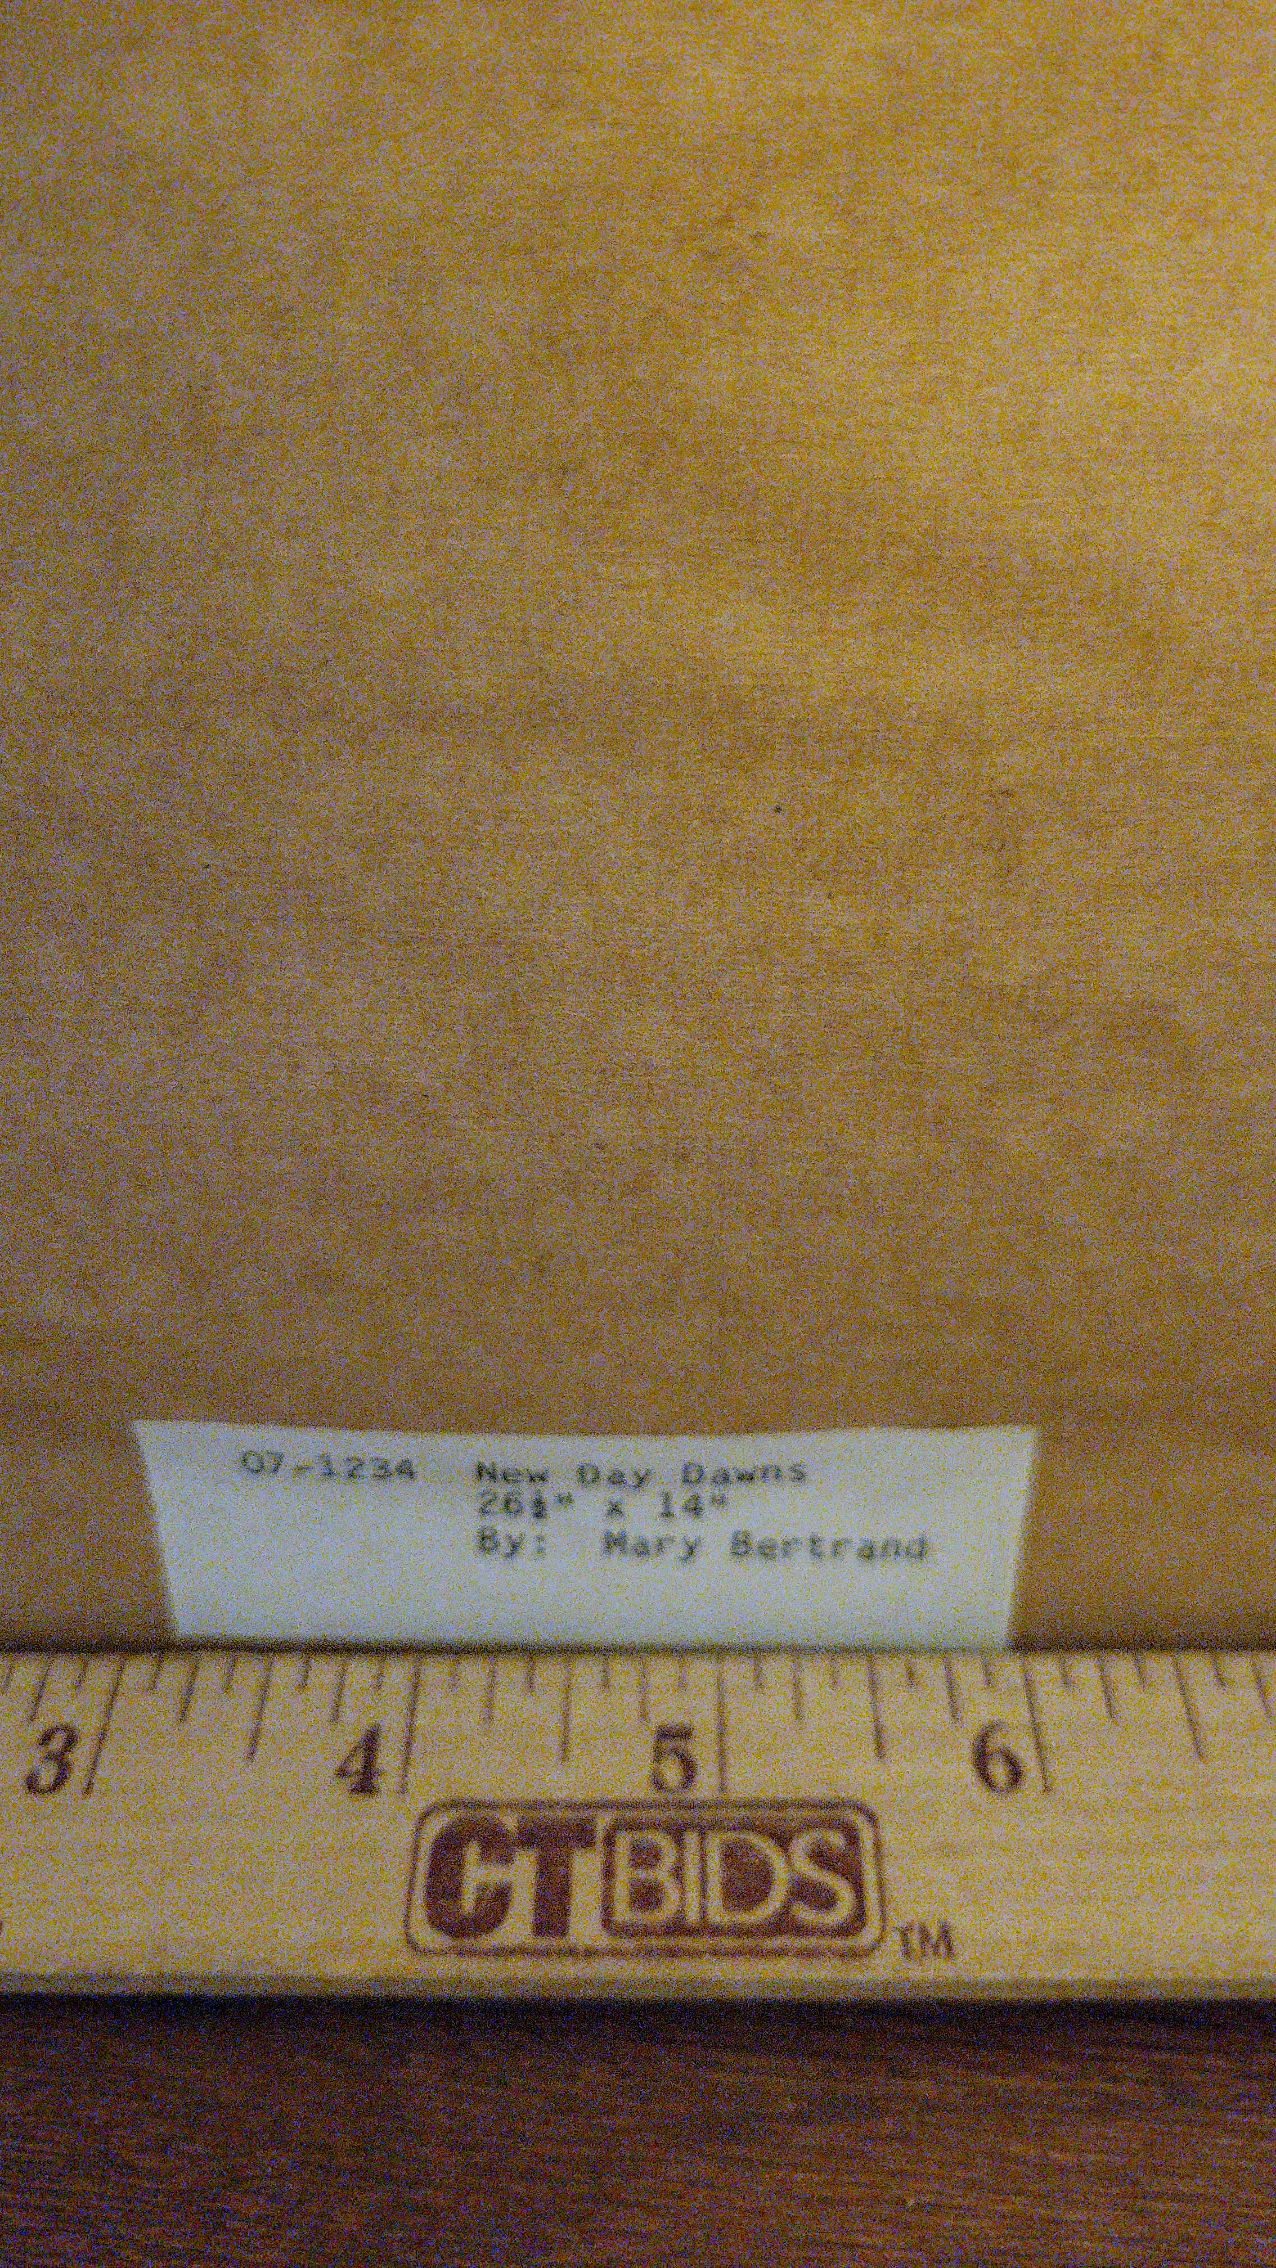 07-1234 New Day Dawns
26½" x 14"
By: Mary Bertrand
3 4 5 6
CTBIDS TM